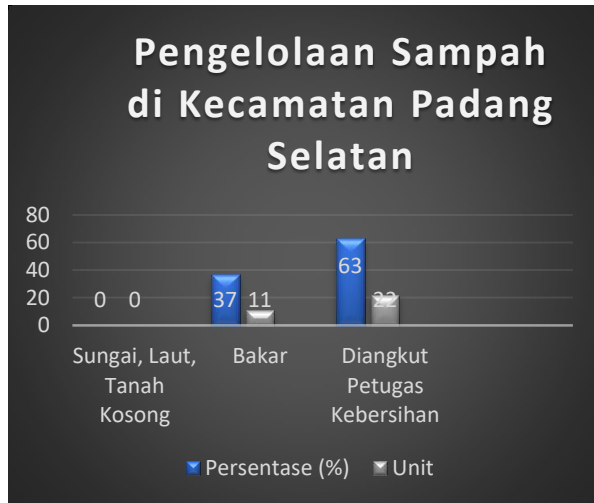 Pengelolaan Sampah
di Kecamatan Padang
Selatan
80
60
40
20
0
0 0
37 11
63 22
Sungai, Laut,
Tanah
Kosong
Bakar
Diangkut
Petugas
Kebersihan
Persentase (%) Unit